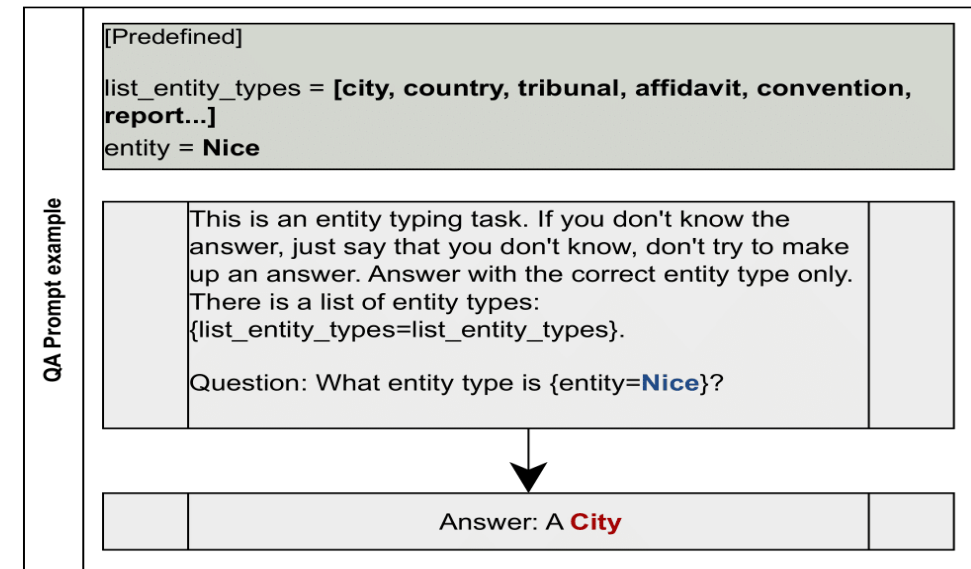 [Predefined]
list_entity_types = [city, country, tribunal, affidavit, convention,
report...]
entity = Nice
QA Prompt example
This is an entity typing task. If you don't know the
answer, just say that you don't know, don't try to make
up an answer. Answer with the correct entity type only.
There is a list of entity types:
{list_entity_types=list_entity_types}.
Question: What entity type is {entity=Nice}?
Answer: A City